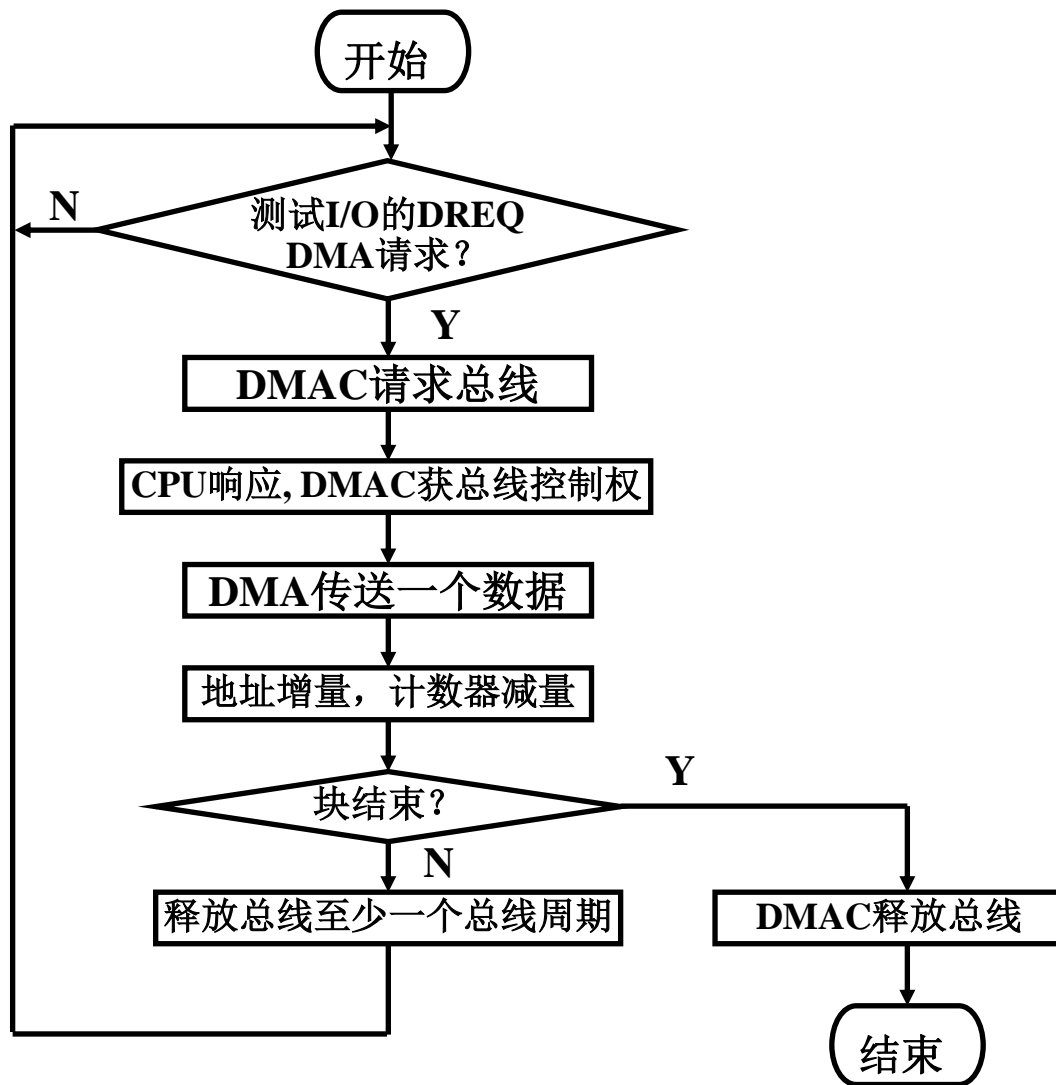 开始
N
测试I/O的DREQ
DMA请求？
Y
DMAC请求总线
CPU响应, DMAC获总线控制权
DMA传送一个数据
地址增量，计数器减量
Y
块结束？
N
释放总线至少一个总线周期
DMAC释放总线
结束